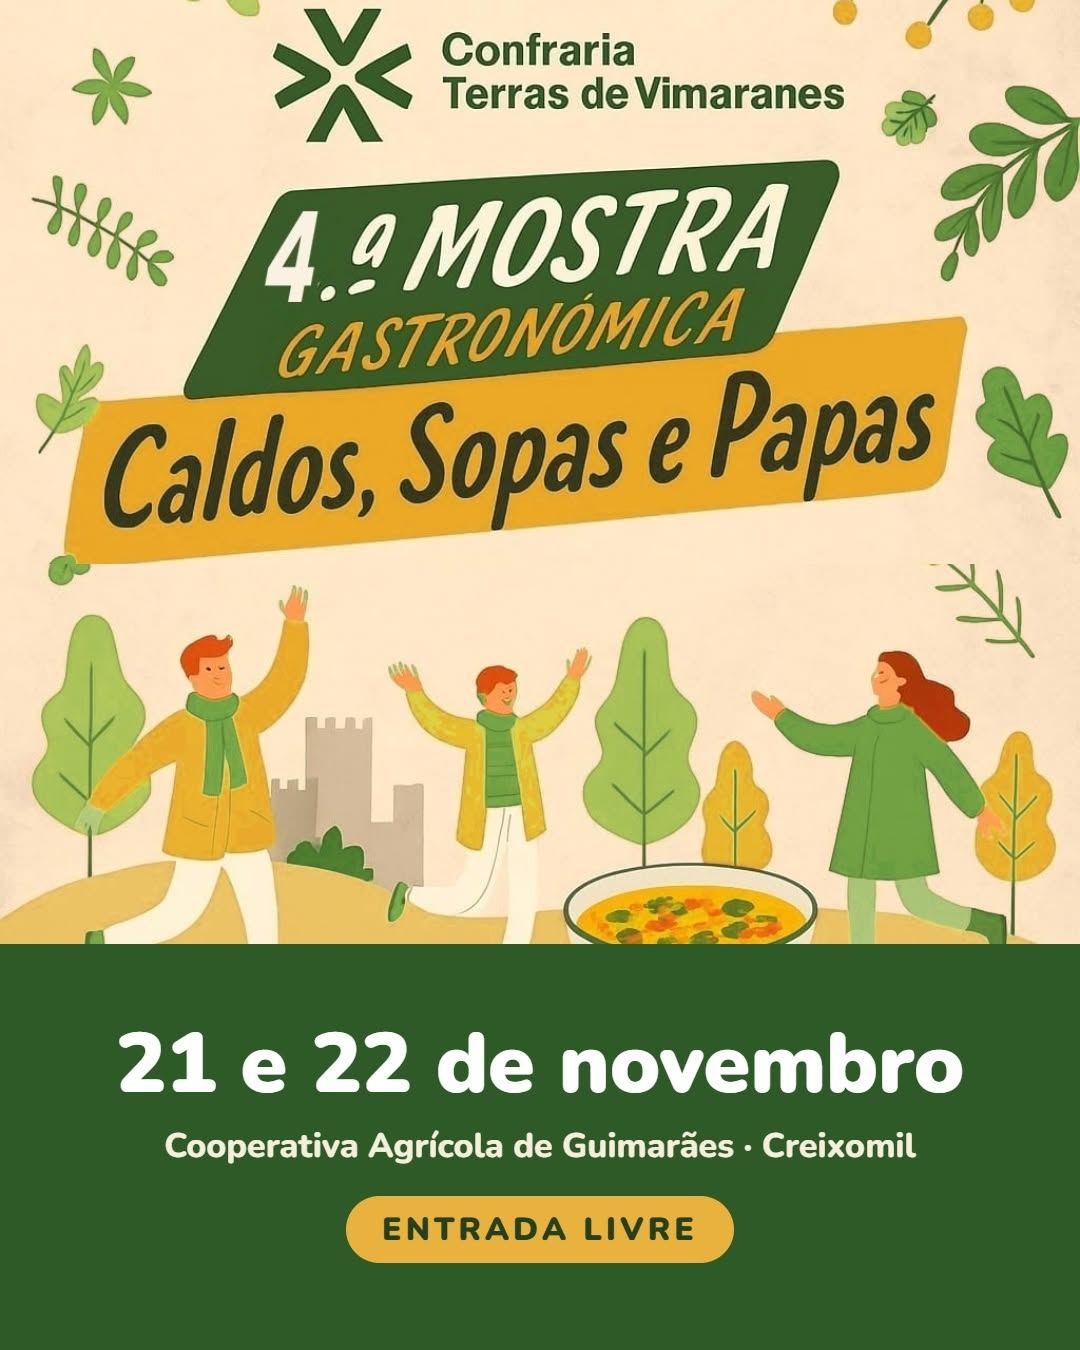 Confraria
Terras de Vimaranes
4.ª MOSTRA
GASTRONÓMICA
Caldos, Sopas e Papas
21 e 22 de novembro
Cooperativa Agrícola de Guimarães · Creixomil
ENTRADA LIVRE